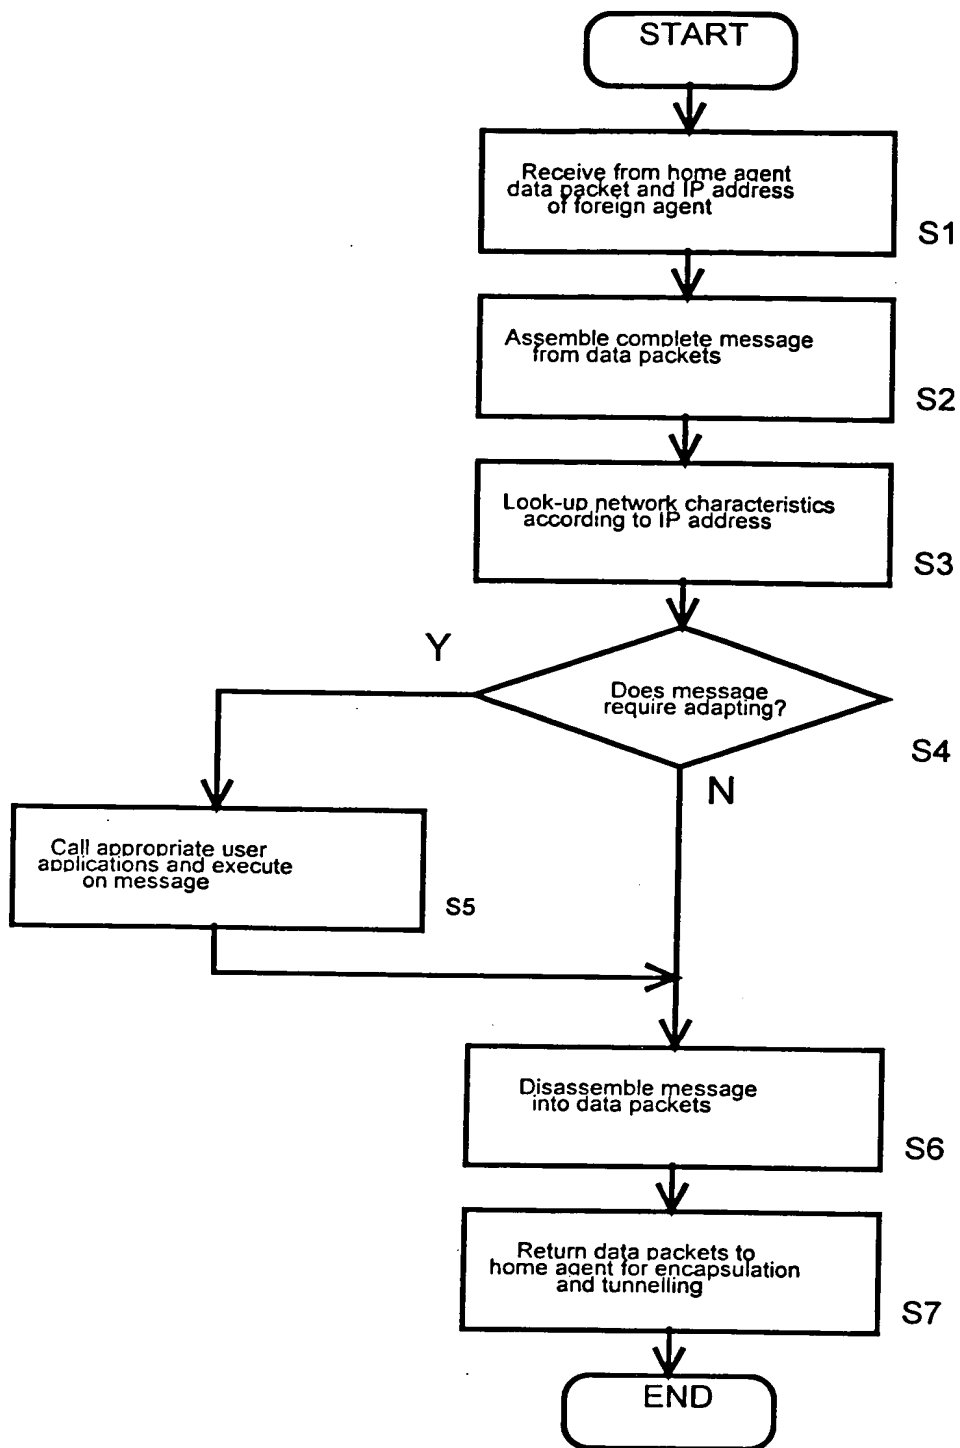 START
Receive from home agent
data packet and IP address
of foreign agent
S1
Assemble complete message
from data packets
S2
Look-up network characteristics
according to IP address
S3
Y
Does message
require adapting?
S4
N
Call appropriate user
applications and execute
on message
S5
Disassemble message
into data packets
S6
Return data packets to
home agent for encapsulation
and tunnelling
S7
END